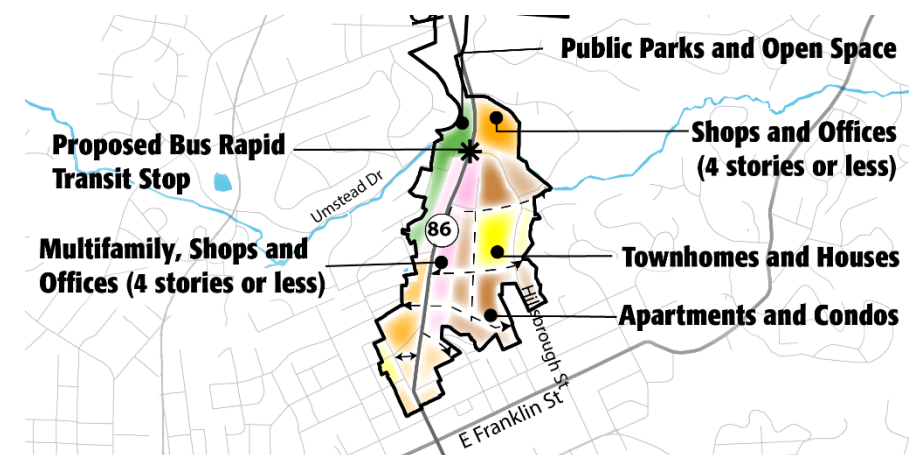 Public Parks and Open Space
Proposed Bus Rapid
Transit Stop
Shops and Offices
(4 stories or less)
Umstead Dr
86
Multifamily, Shops and
Offices (4 stories or less)
Townhomes and Houses
Apartments and Condos
Hillsbrough St
E Franklin St